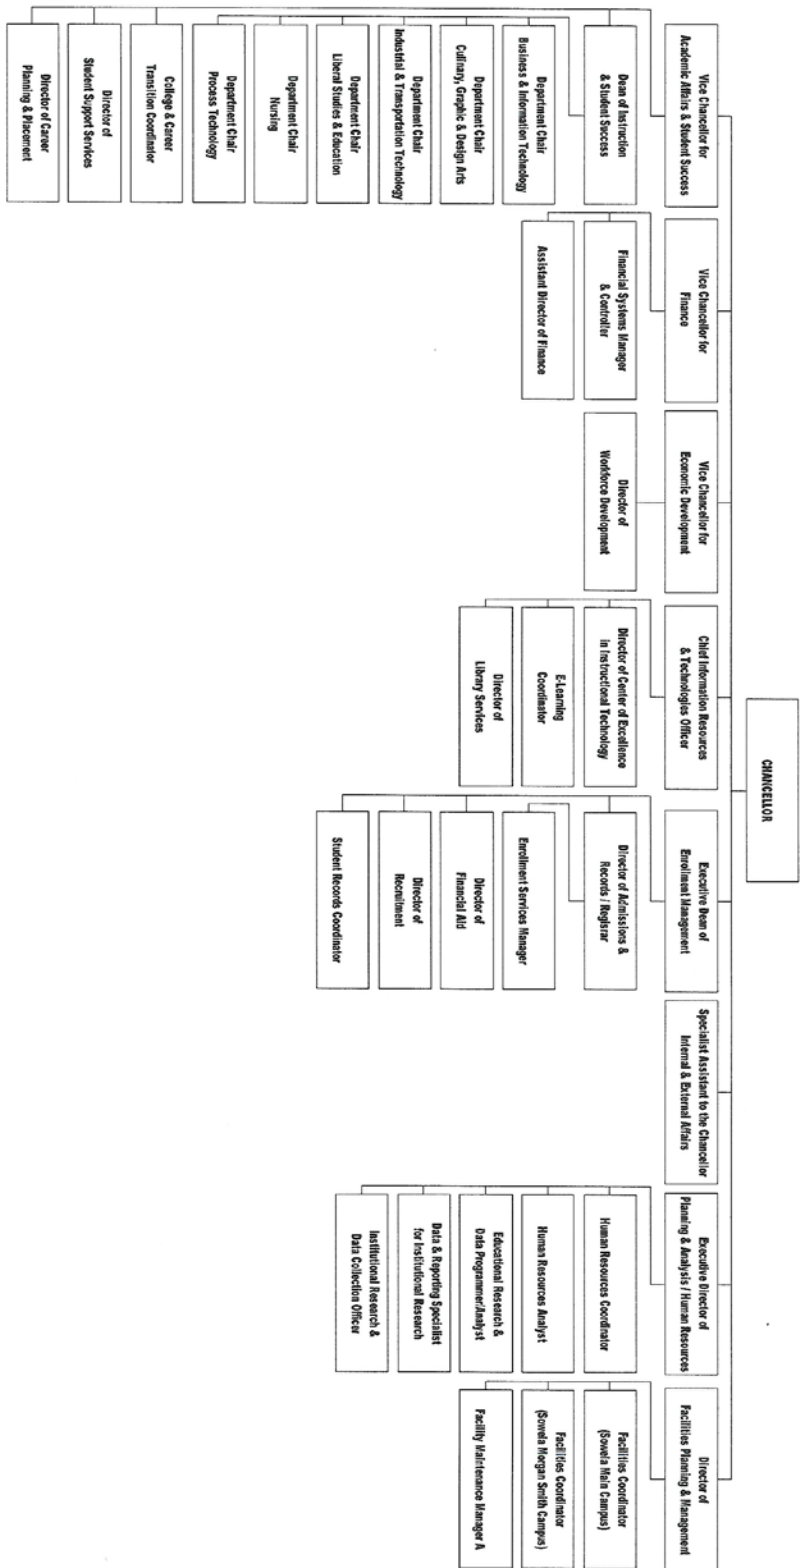 CHANCELLOR
Vice Chancellor for
Academic Affairs & Student Success
Dean of Instruction
& Student Success
Department Chair
Business & Information Technology
Department Chair
Culinary, Graphic & Design Arts
Department Chair
Industrial & Transportation Technology
Department Chair
Liberal Studies & Education
Department Chair
Nursing
Department Chair
Process Technology
College & Career
Transition Coordinator
Director of
Student Support Services
Director of Career
Planning & Placement
Vice Chancellor for
Finance
Financial Systems Manager
& Controller
Assistant Director of Finance
Vice Chancellor for
Economic Development
Director of
Workforce Development
Chief Information Resources
& Technologies Officer
Director of Center of Excellence
in Instructional Technology
E-Learning
Coordinator
Director of
Library Services
Executive Dean of
Enrollment Management
Director of Admissions &
Records / Registrar
Enrollment Services Manager
Director of
Financial Aid
Director of
Recruitment
Student Records Coordinator
Specialist Assistant to the Chancellor
Internal & External Affairs
Executive Director of
Planning & Analysis / Human Resources
Human Resources Coordinator
Human Resources Analyst
Educational Research &
Data Programmer/Analyst
Data & Reporting Specialist
for Institutional Research
Institutional Research &
Data Collection Officer
Director of
Facilities Planning & Management
Facilities Coordinator
(Sowela Main Campus)
Facilities Coordinator
(Sowela Morgan Smith Campus)
Facility Maintenance Manager A